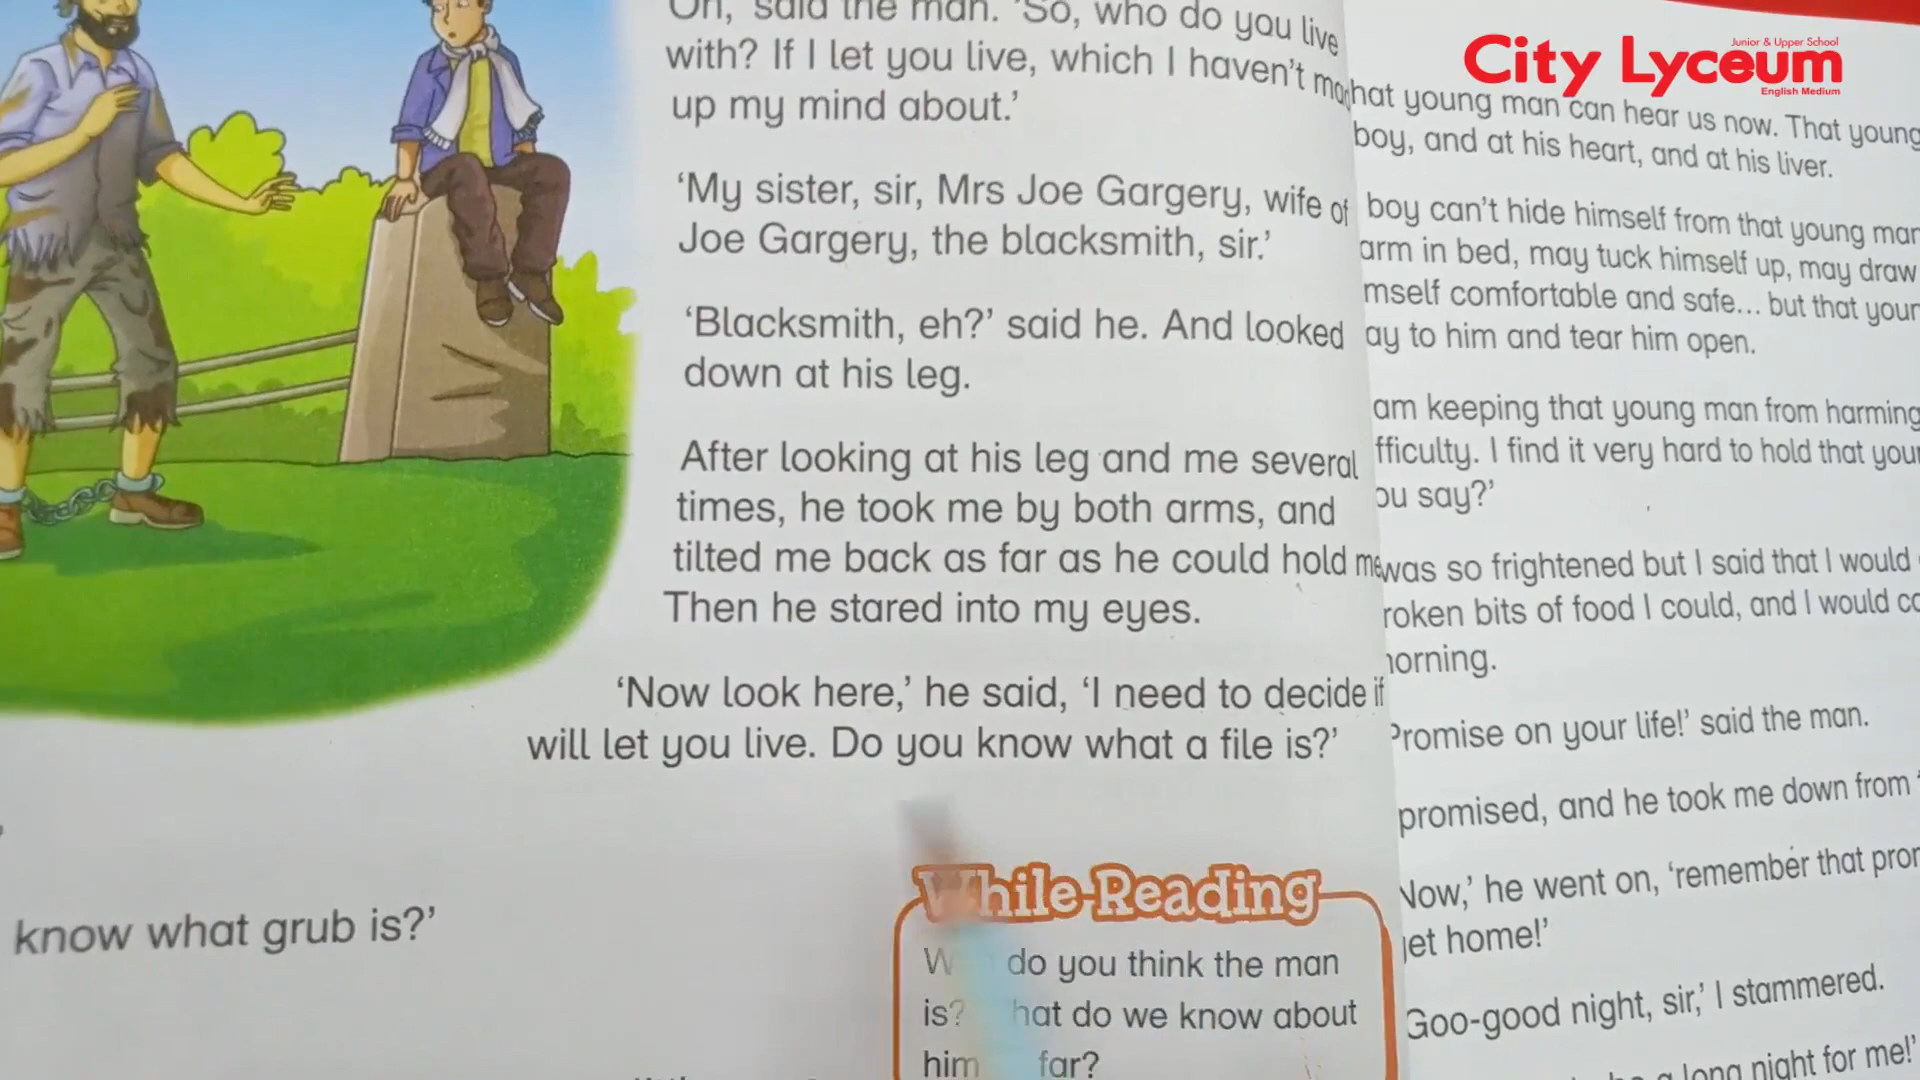 Oh,' said the man. 'So, who do you live
with? If I let you live, which I haven't
up my mind about.'
'My sister, sir, Mrs Joe Gargery, wife of
Joe Gargery, the blacksmith, sir.'
'Blacksmith, eh?' said he. And looked
down at his leg.
After looking at his leg and me several
times, he took me by both arms, and
tilted me back as far as he could hold me
Then he stared into my eyes.
'Now look here,' he said, 'I need to decide if
will let you live. Do you know what a file is?'
know what grub is?'
While-Reading
do you think the man
is? hat do we know about
him far?
City Lyceum
Junior & Upper School
English Medium
hat young man can hear us now. That young
boy, and at his heart, and at his liver.
boy can't hide himself from that young man
arm in bed, may tuck himself up, may draw
mself comfortable and safe... but that your
ay to him and tear him open.
am keeping that young man from harming
fficulty. I find it very hard to hold that you
ou say?'
was so frightened but I said that I would
roken bits of food I could, and I would co
orning.
Promise on your life!' said the man.
promised, and he took me down from
Now,' he went on, 'remember that pro
get home!'
Goo-good night, sir,' I stammered.
a long night for me!'